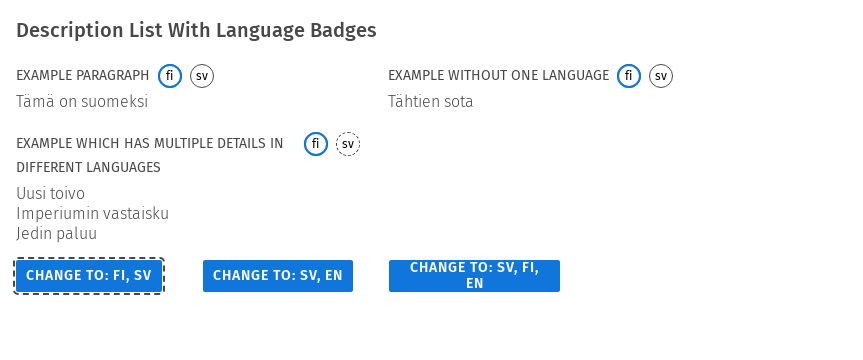 Description List With Language Badges
EXAMPLE PARAGRAPH fi sv
Tämä on suomeksi
EXAMPLE WITHOUT ONE LANGUAGE fi sv
Tähtien sota
EXAMPLE WHICH HAS MULTIPLE DETAILS IN fi sv
DIFFERENT LANGUAGES
Uusi toivo
Imperiumin vastaisku
Jedin paluu
CHANGE TO: FI, SV
CHANGE TO: SV, EN
CHANGE TO: SV, FI,
EN